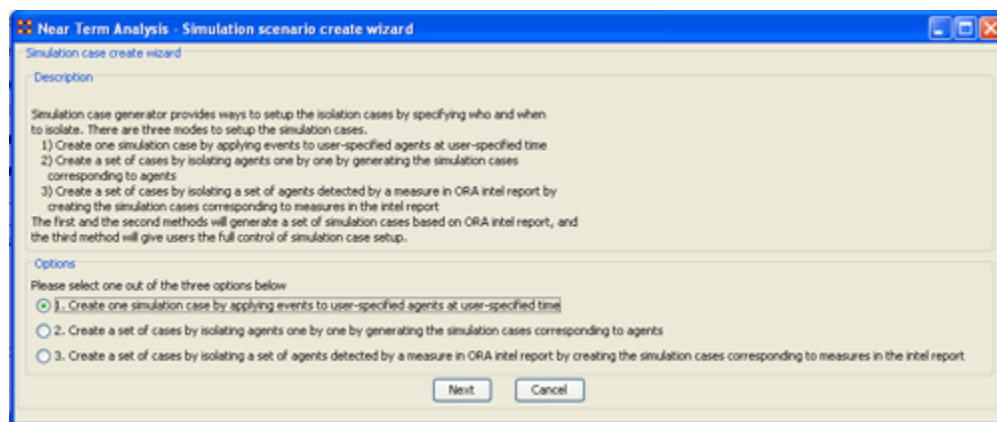 Near Term Analysis - Simulation scenario create wizard
Simulation case create wizard
Description
Simulation case generator provides ways to setup the isolation cases by specifying who and when
to isolate. There are three modes to setup the simulation cases.
1) Create one simulation case by applying events to user-specified agents at user-specified time
2) Create a set of cases by isolating agents one by one by generating the simulation cases
corresponding to agents
3) Create a set of cases by isolating a set of agents detected by a measure in ORA intel report by
creating the simulation cases corresponding to measures in the intel report
The first and the second methods will generate a set of simulation cases based on ORA intel report, and
the third method will give users the full control of simulation case setup.
Options
Please select one out of the three options below
1. Create one simulation case by applying events to user-specified agents at user-specified time
2. Create a set of cases by isolating agents one by one by generating the simulation cases corresponding to agents
3. Create a set of cases by isolating a set of agents detected by a measure in ORA intel report by creating the simulation cases corresponding to measures in the intel report
Next Cancel